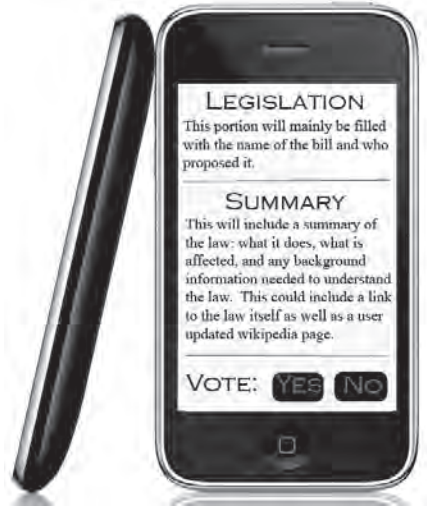 LEGISLATION
This portion will mainly be filled
with the name of the bill and who
proposed it.
SUMMARY
This will include a summary of
the law: what it does, what is
affected, and any background
information needed to understand
the law. This could include a link
to the law itself as well as a user
updated wikipedia page.
VOTE: YES NO